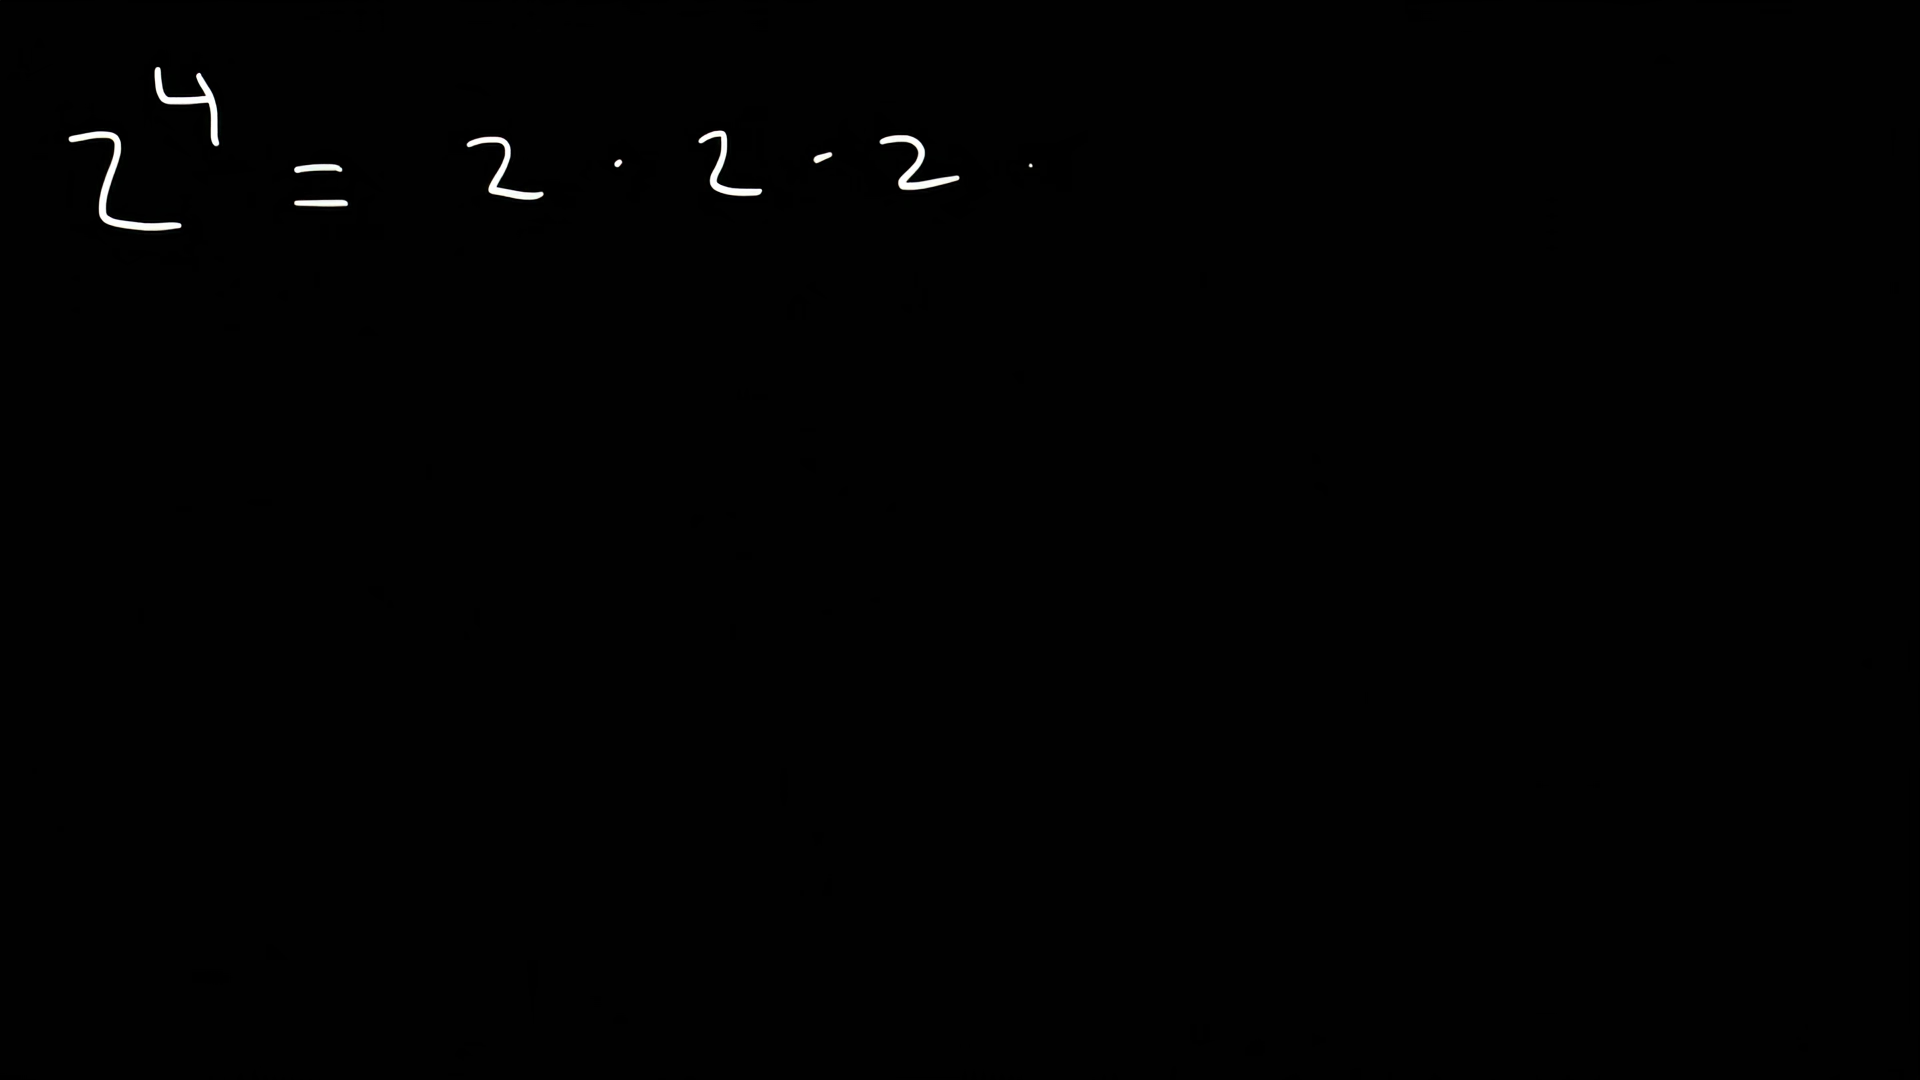 2⁴ = 2 · 2 · 2 ·